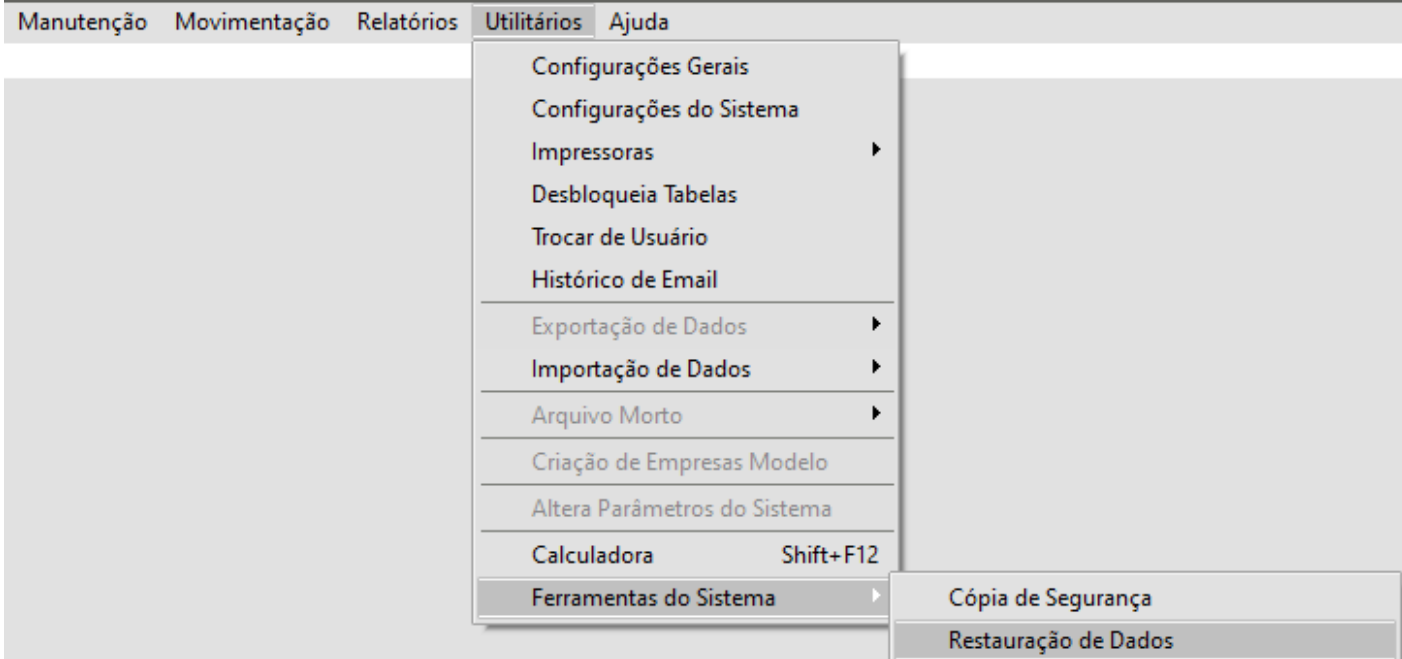 Manutenção Movimentação Relatórios Utilitários Ajuda
Configurações Gerais
Configurações do Sistema
Impressoras
Desbloqueia Tabelas
Trocar de Usuário
Histórico de Email
Exportação de Dados
Importação de Dados
Arquivo Morto
Criação de Empresas Modelo
Altera Parâmetros do Sistema
Calculadora Shift+F12
Ferramentas do Sistema
Cópia de Segurança
Restauração de Dados